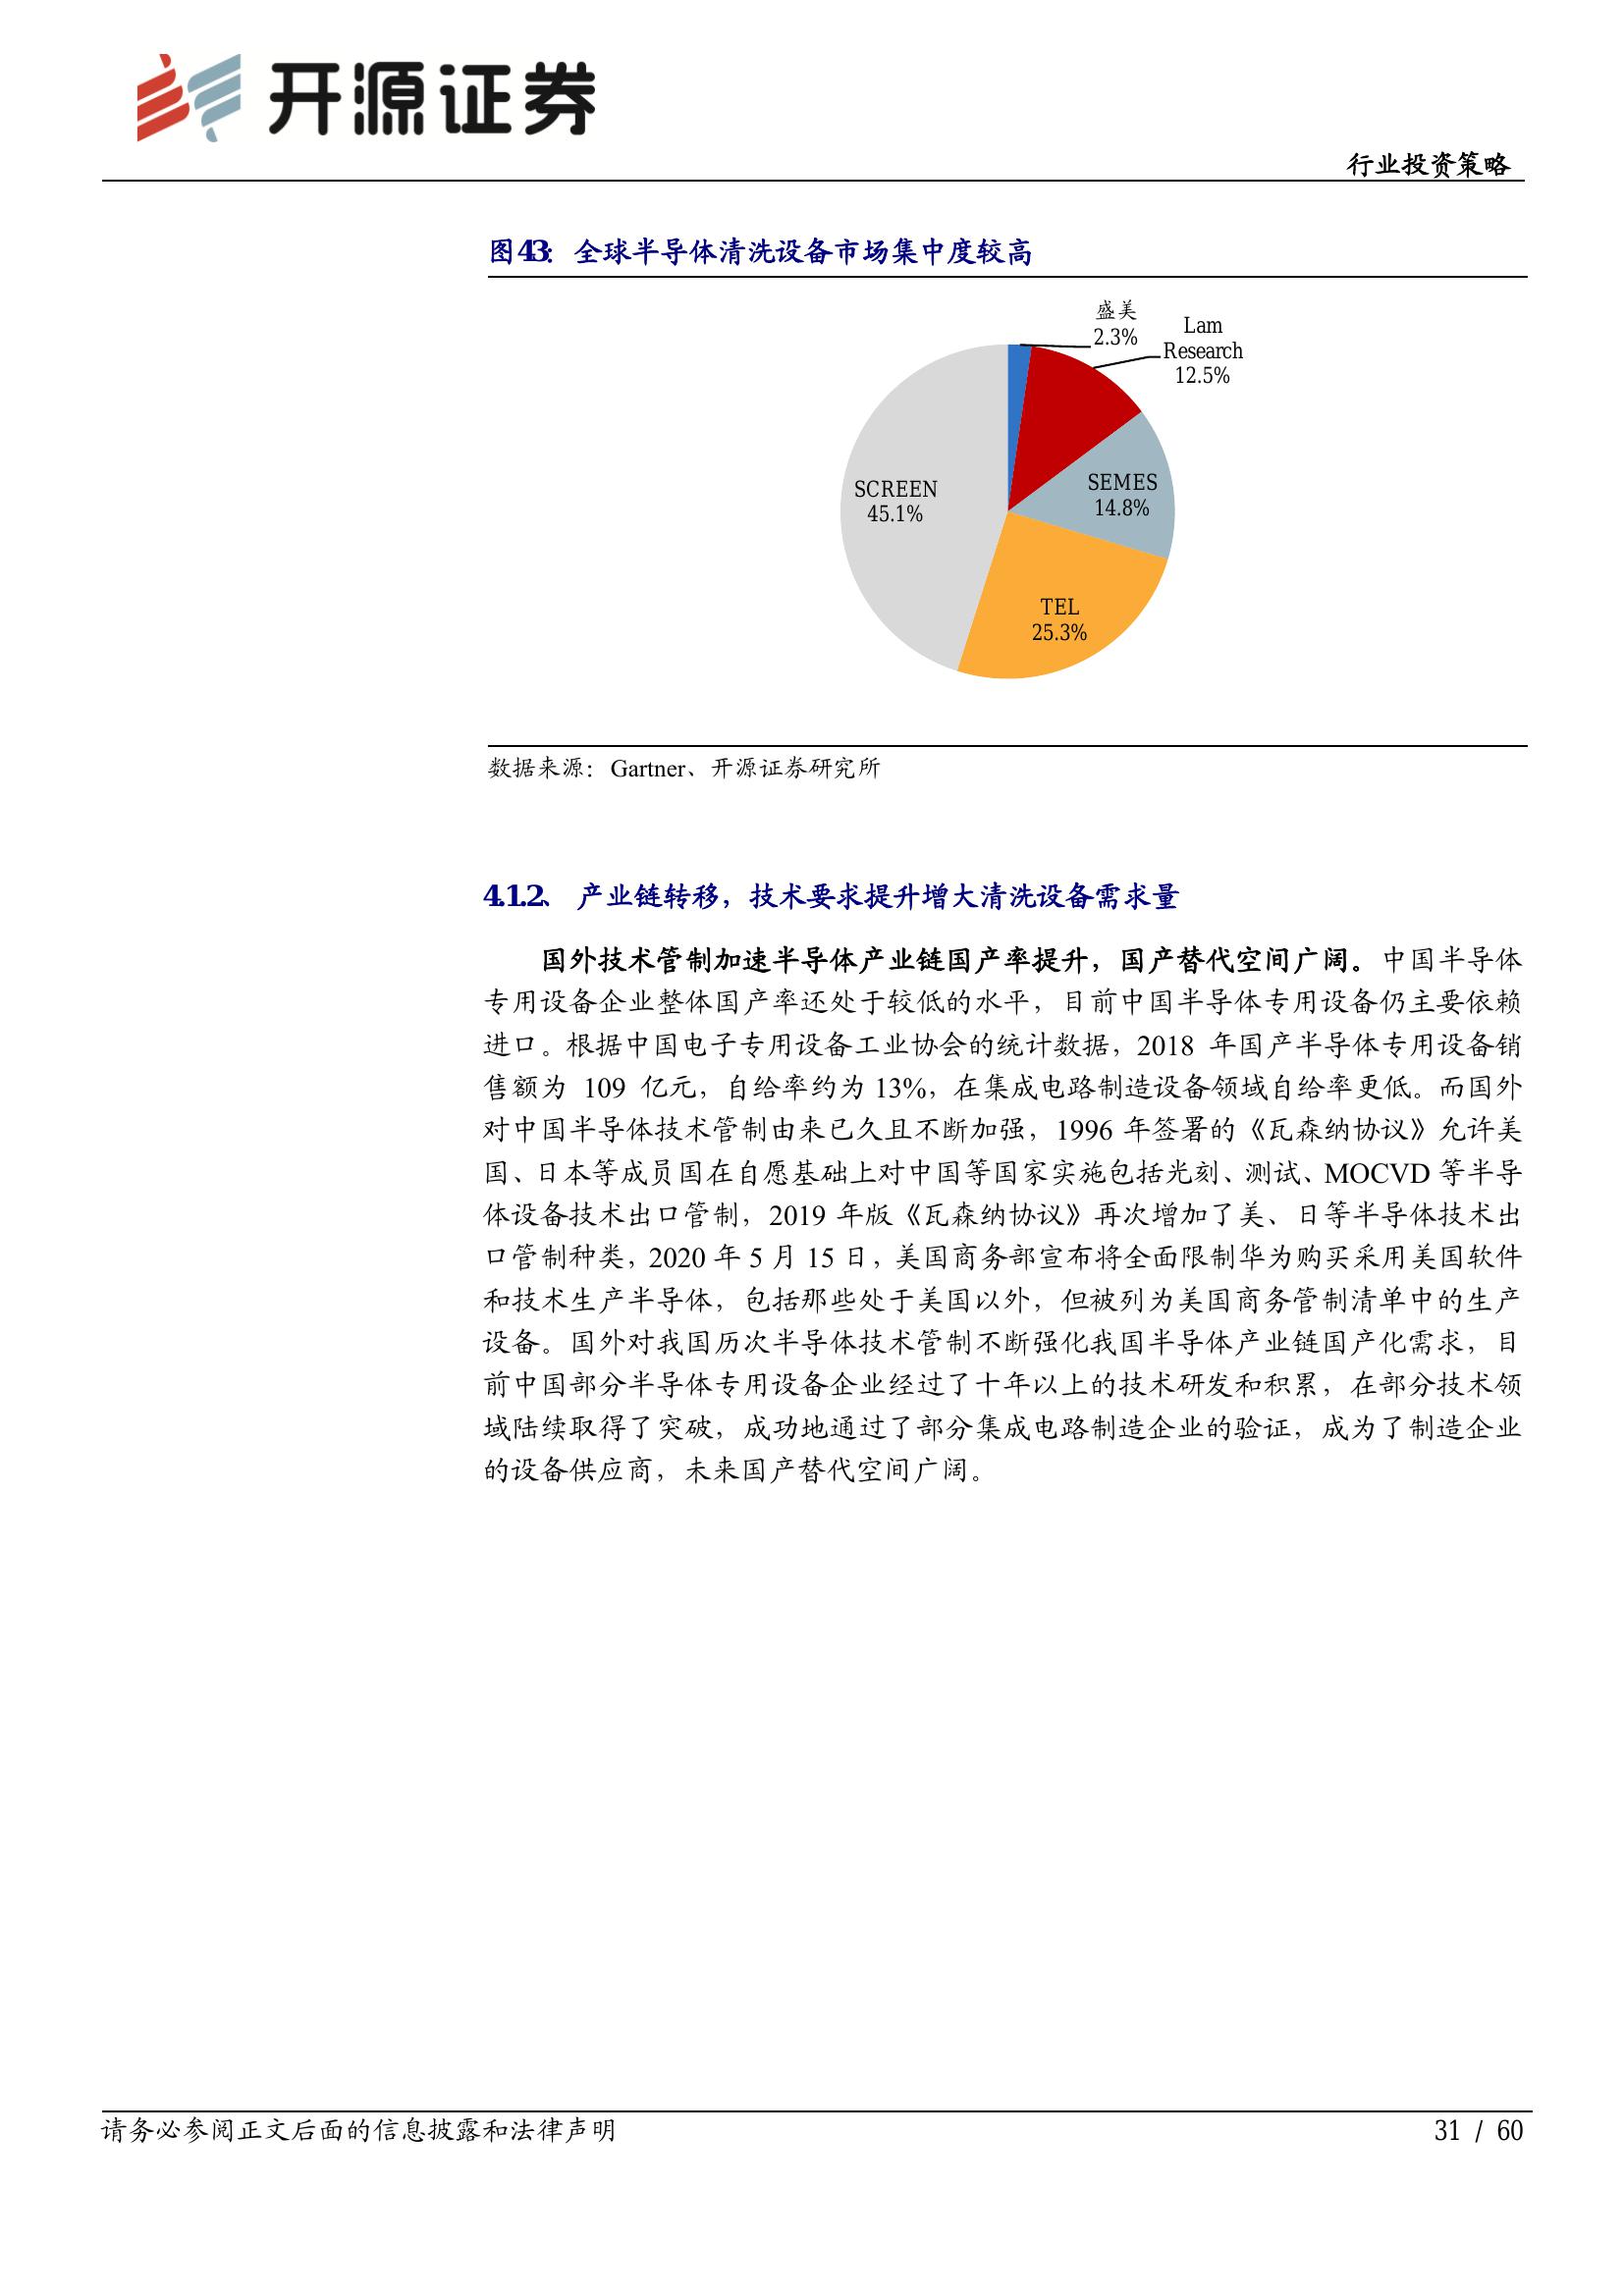 开源证券
行业投资策略
图43： 全球半导体清洗设备市场集中度较高
盛美
2.3%
Lam
Research
12.5%
SEMES
14.8%
SCREEN
45.1%
TEL
25.3%
数据来源：Gartner、开源证券研究所
4.1.2、 产业链转移，技术要求提升增大清洗设备需求量
国外技术管制加速半导体产业链国产率提升，国产替代空间广阔。中国半导体
专用设备企业整体国产率还处于较低的水平，目前中国半导体专用设备仍主要依赖
进口。根据中国电子专用设备工业协会的统计数据，2018 年国产半导体专用设备销
售额为 109 亿元，自给率约为 13%，在集成电路制造设备领域自给率更低。而国外
对中国半导体技术管制由来已久且不断加强，1996 年签署的《瓦森纳协议》允许美
国、日本等成员国在自愿基础上对中国等国家实施包括光刻、测试、MOCVD 等半导
体设备技术出口管制，2019 年版《瓦森纳协议》再次增加了美、日等半导体技术出
口管制种类，2020 年 5 月 15 日，美国商务部宣布将全面限制华为购买采用美国软件
和技术生产半导体，包括那些处于美国以外，但被列为美国商务管制清单中的生产
设备。国外对我国历次半导体技术管制不断强化我国半导体产业链国产化需求，目
前中国部分半导体专用设备企业经过了十年以上的技术研发和积累，在部分技术领
域陆续取得了突破，成功地通过了部分集成电路制造企业的验证，成为了制造企业
的设备供应商，未来国产替代空间广阔。
请务必参阅正文后面的信息披露和法律声明
31 / 60